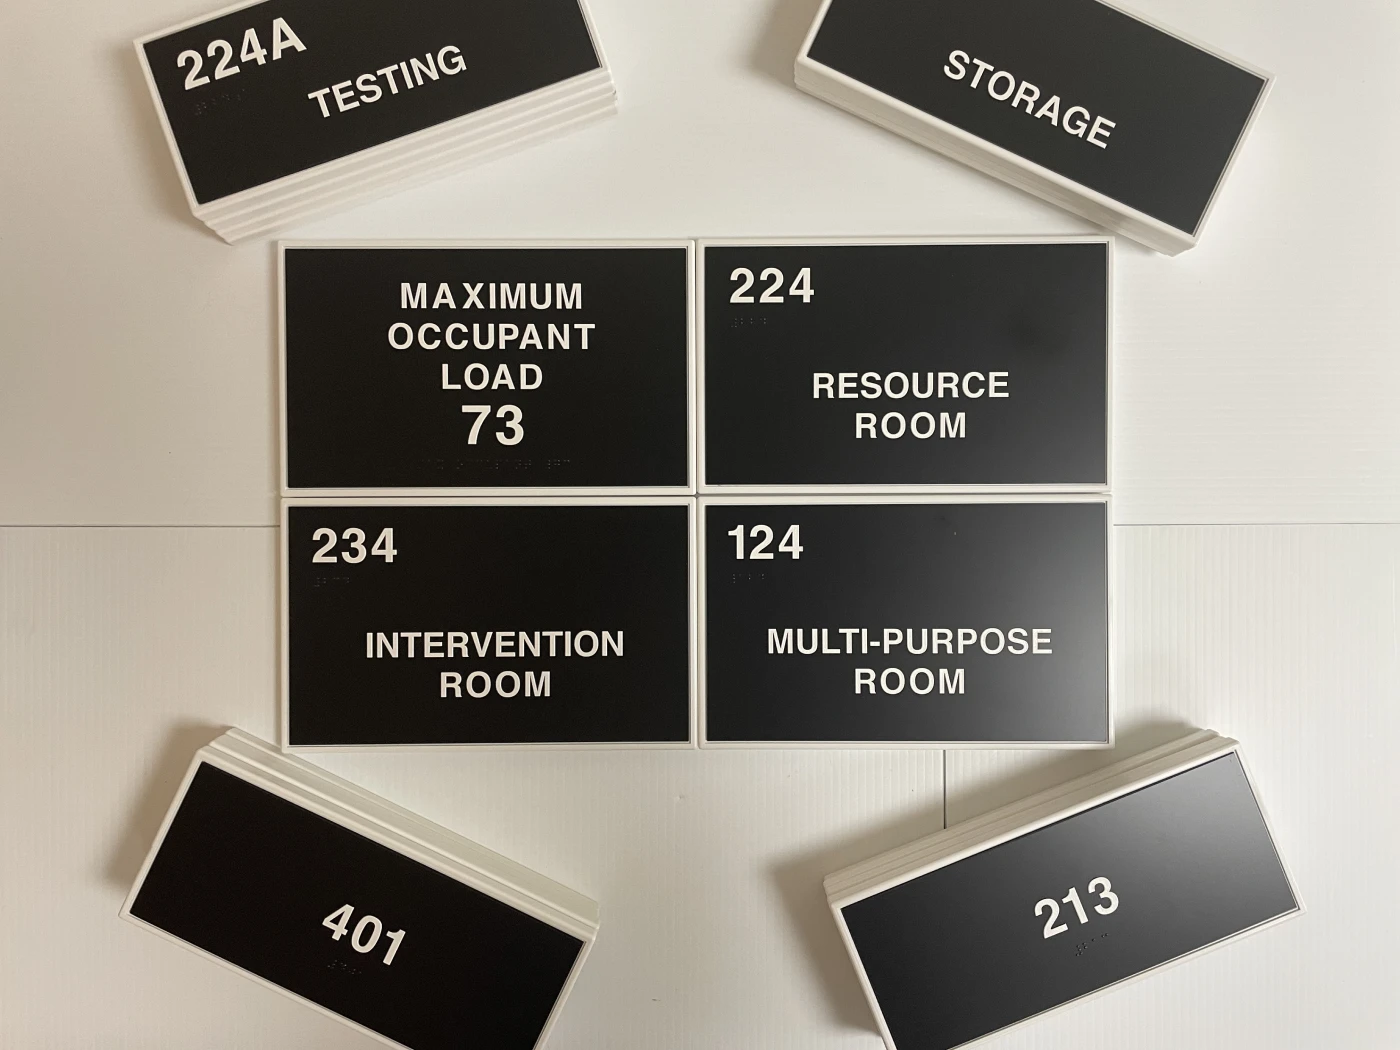 224A
TESTING
STORAGE
MAXIMUM
OCCUPANT
LOAD
73
224
RESOURCE
ROOM
234
INTERVENTION
ROOM
124
MULTI-PURPOSE
ROOM
401
213